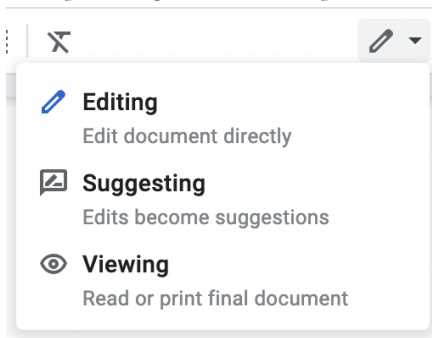 Editing
Edit document directly
Suggesting
Edits become suggestions
Viewing
Read or print final document